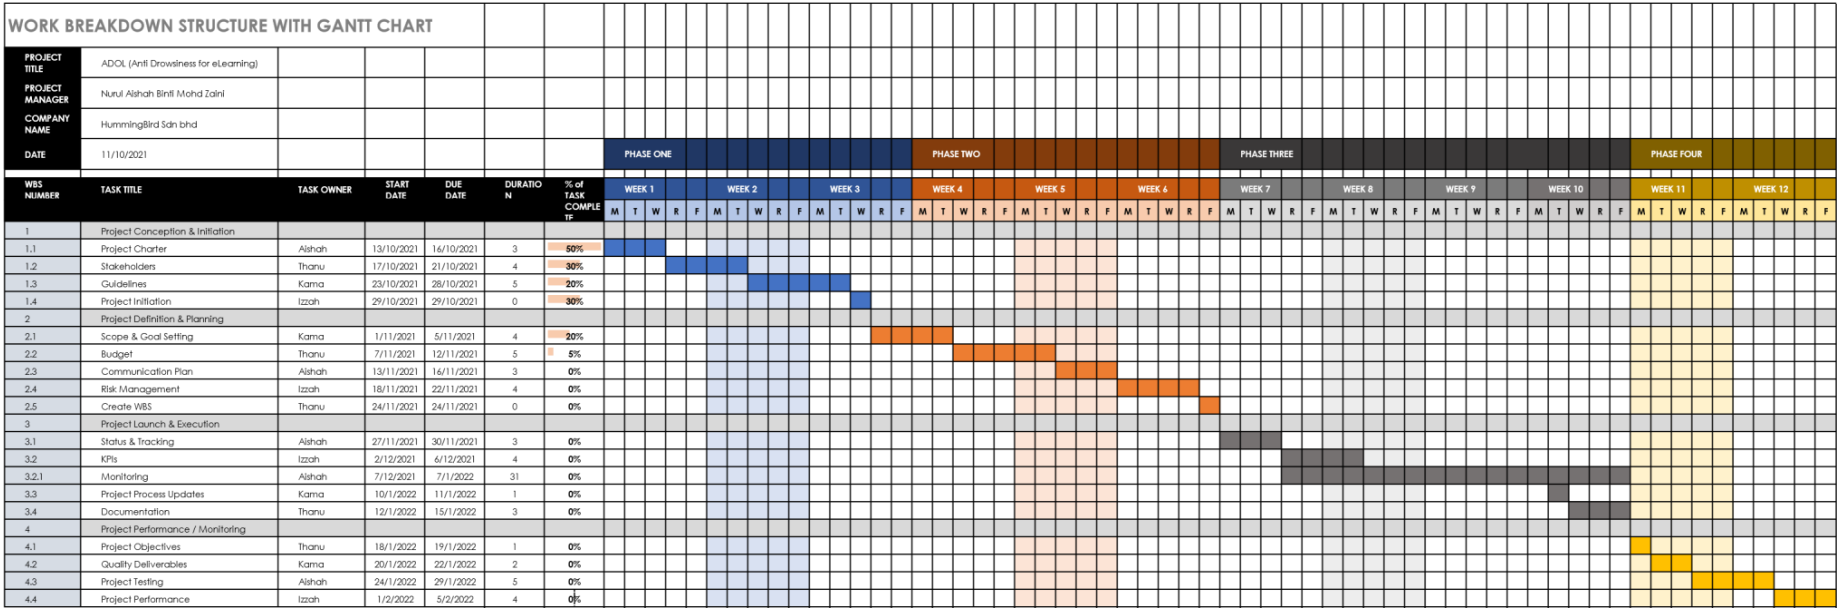 WORK BREAKDOWN STRUCTURE WITH GANTT CHART
PROJECT TITLE ADOL (Anti Drowsiness for eLearning)
PROJECT MANAGER Nurul Aishah Binti Mohd Zaini
COMPANY NAME HummingBird Sdn bhd
DATE 11/10/2021 PHASE ONE PHASE TWO PHASE THREE PHASE FOUR
WBS NUMBER TASK TITLE TASK OWNER START DATE DUE DATE DURATION % of TASK COMPLETE WEEK 1 WEEK 2 WEEK 3 WEEK 4 WEEK 5 WEEK 6 WEEK 7 WEEK 8 WEEK 9 WEEK 10 WEEK 11 WEEK 12
M T W R F M T W R F M T W R F M T W R F M T W R F M T W R F M T W R F M T W R F M T W R F M T W R F M T W R F M T W R F
1 Project Conception & Initiation
1.1 Project Charter Aishah 13/10/2021 16/10/2021 3 50%
1.2 Stakeholders Thanu 17/10/2021 21/10/2021 4 30%
1.3 Guidelines Kama 23/10/2021 28/10/2021 5 20%
1.4 Project Initiation Izzah 29/10/2021 29/10/2021 0 30%
2 Project Definition & Planning
2.1 Scope & Goal Setting Kama 1/11/2021 5/11/2021 4 20%
2.2 Budget Thanu 7/11/2021 12/11/2021 5 5%
2.3 Communication Plan Aishah 13/11/2021 16/11/2021 3 0%
2.4 Risk Management Izzah 18/11/2021 22/11/2021 4 0%
2.5 Create WBS Thanu 24/11/2021 24/11/2021 0 0%
3 Project Launch & Execution
3.1 Status & Tracking Aishah 27/11/2021 30/11/2021 3 0%
3.2 KPIs Izzah 2/12/2021 6/12/2021 4 0%
3.2.1 Monitoring Aishah 7/12/2021 7/1/2022 31 0%
3.3 Project Process Updates Kama 10/1/2022 11/1/2022 1 0%
3.4 Documentation Thanu 12/1/2022 15/1/2022 3 0%
4 Project Performance / Monitoring
4.1 Project Objectives Thanu 18/1/2022 19/1/2022 1 0%
4.2 Quality Deliverables Kama 20/1/2022 22/1/2022 2 0%
4.3 Project Testing Aishah 24/1/2022 29/1/2022 5 0%
4.4 Project Performance Izzah 1/2/2022 5/2/2022 4 0%